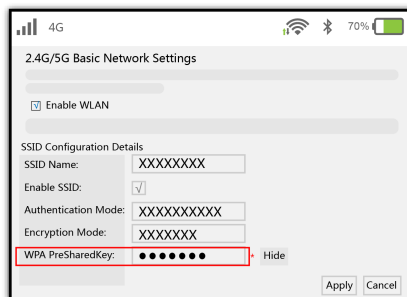 4G
70%
2.4G/5G Basic Network Settings
√ Enable WLAN
SSID Configuration Details
SSID Name: XXXXXXXX
Enable SSID: √
Authentication Mode: XXXXXXXXXX
Encryption Mode: XXXXXXX
WPA PreSharedKey: ●●●●●●● * Hide
Apply Cancel